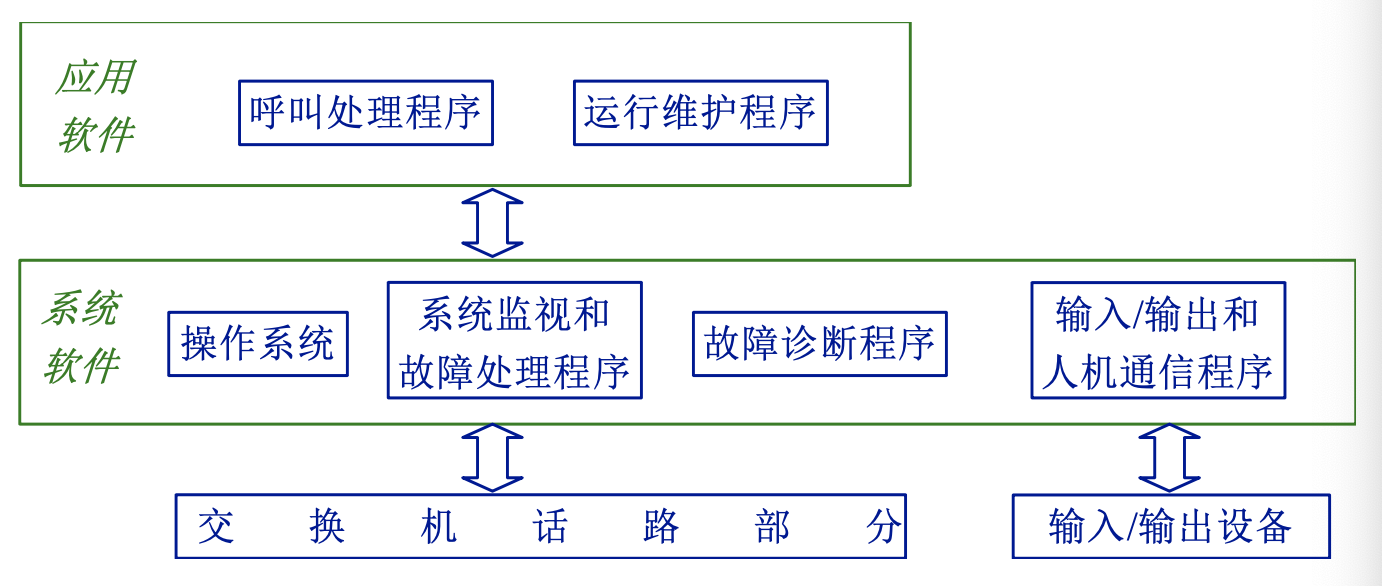 应用
软件
呼叫处理程序
运行维护程序
系统
软件
操作系统
系统监视和
故障处理程序
故障诊断程序
输入/输出和
人机通信程序
交换机话路部分
输入/输出设备